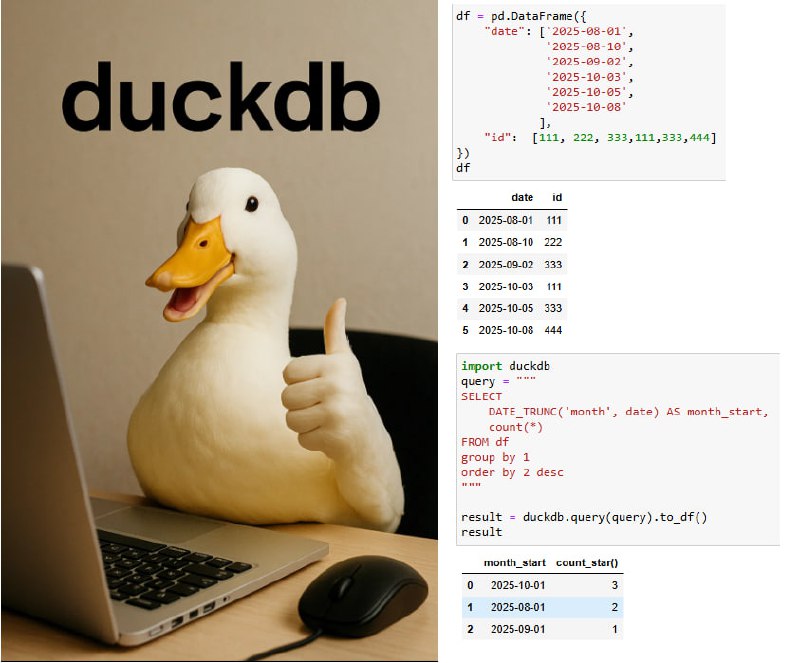 duckdb
df = pd.DataFrame({
"date": ['2025-08-01',
'2025-08-10',
'2025-09-02',
'2025-10-03',
'2025-10-05',
'2025-10-08'
],
"id": [111, 222, 333,111,333,444]
})
df
date id
0 2025-08-01 111
1 2025-08-10 222
2 2025-09-02 333
3 2025-10-03 111
4 2025-10-05 333
5 2025-10-08 444
import duckdb
query = """
SELECT
DATE_TRUNC('month', date) AS month_start,
count(*)
FROM df
group by 1
order by 2 desc
"""
result = duckdb.query(query).to_df()
result
month_start count_star()
0 2025-10-01 3
1 2025-08-01 2
2 2025-09-01 1